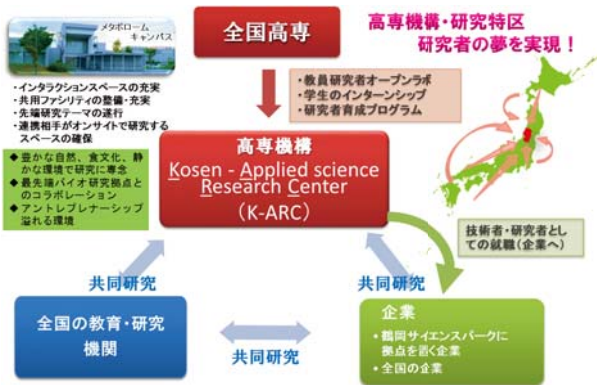 メタボローム
キャンパス
全国高専
高専機構・研究特区
研究者の夢を実現！
・インタラクションスペースの充実
・共用ファシリティの整備・充実
・先端研究テーマの遂行
・連携相手がオンサイトで研究する
スペースの確保
・教員研究者オープンラボ
・学生のインターンシップ
・研究者育成プログラム
◆豊かな自然、食文化、静
かな環境で研究に専念
◆最先端バイオ研究拠点と
のコラボレーション
◆アントレプレナーシップ
溢れる環境
高専機構
Kosen - Applied science
Research Center
（K-ARC）
技術者・研究者とし
ての就職（企業へ）
共同研究
共同研究
全国の教育・研究
機関
共同研究
企業
・鶴岡サイエンスパークに
拠点を置く企業
・全国の企業